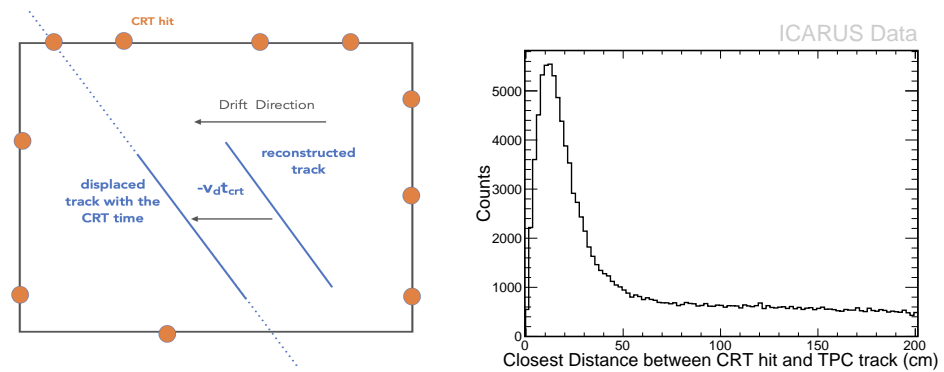 CRT hit
Drift Direction
reconstructed
track
-vdtcrt
displaced
track with the
CRT time
ICARUS Data
Counts
5000
4000
3000
2000
1000
0
0 50 100 150 200
Closest Distance between CRT hit and TPC track (cm)